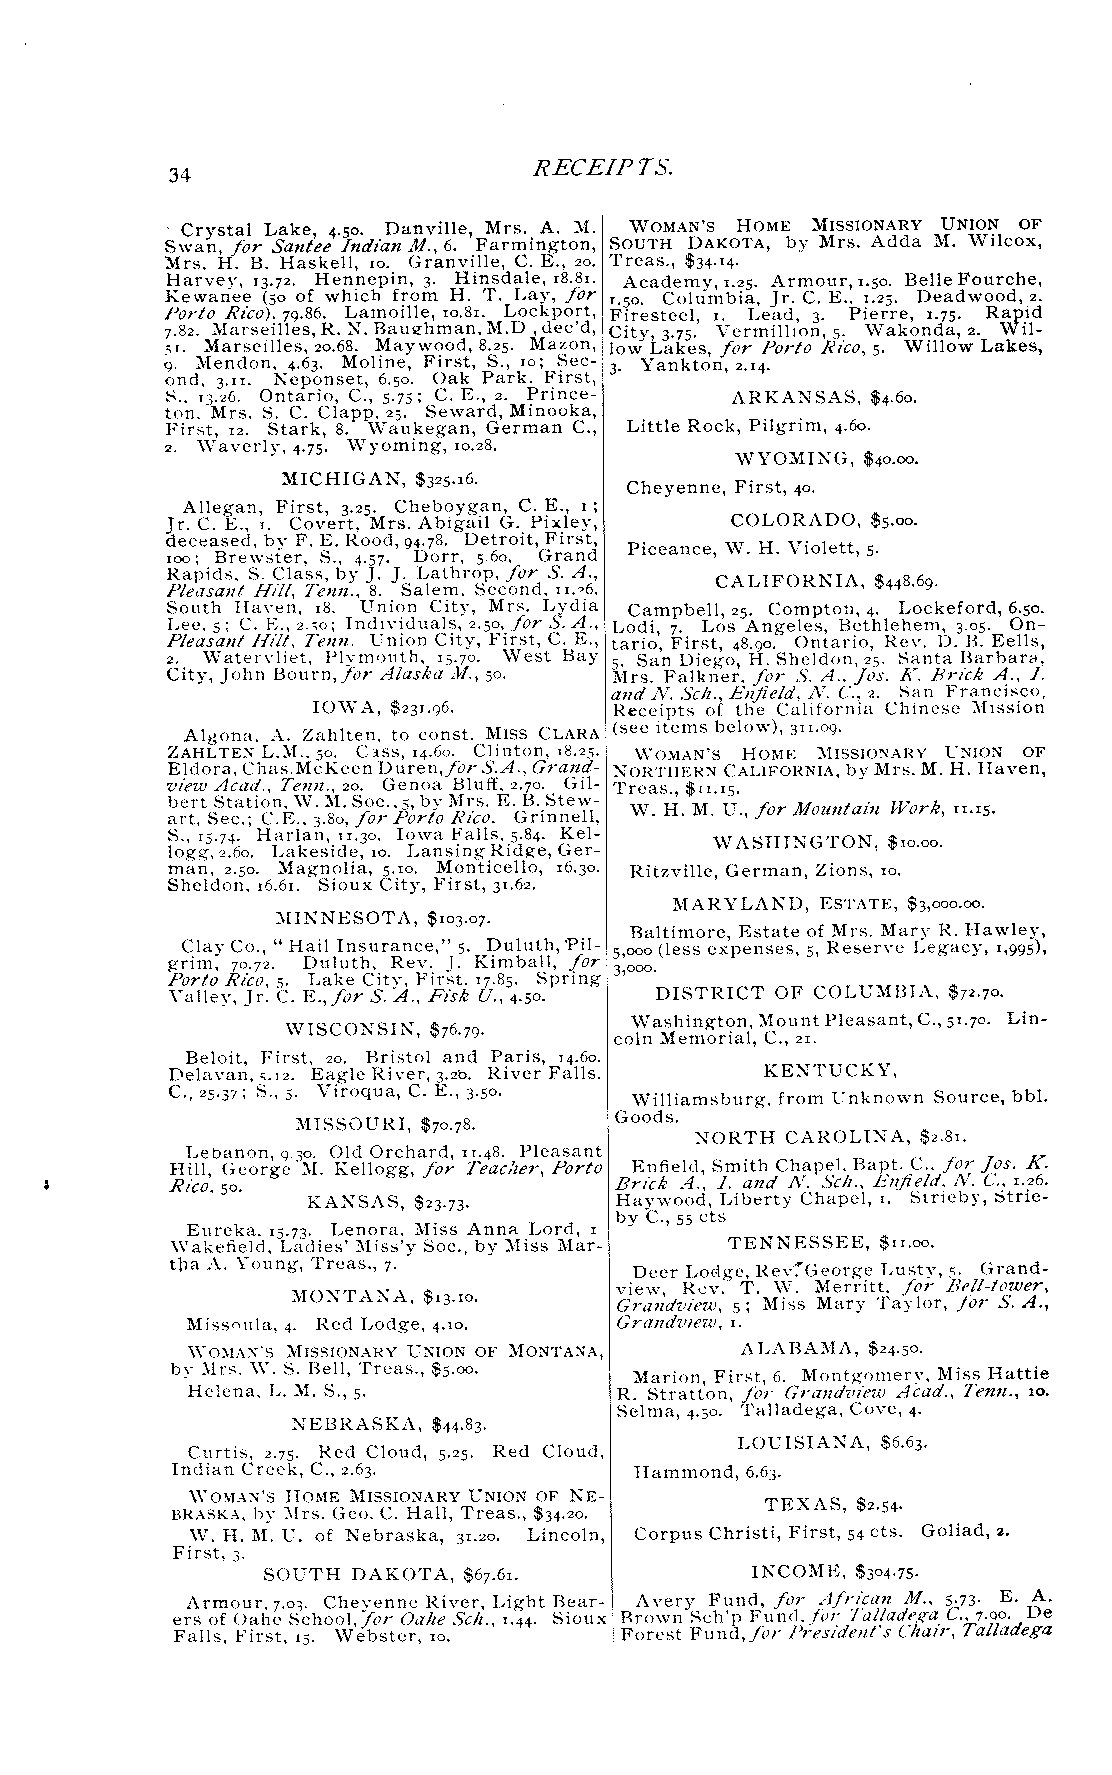 34
RECEIPTS.
Crystal Lake, 4.50. Danville, Mrs. A. M.
Swan, for Santee Indian M., 6. Farmington,
Mrs. H. B. Haskell, 10. Granville, C. E., 20.
Harvey, 13.72. Hennepin, 3. Hinsdale, 18.81.
Kewanee (50 of which from H. T. Lay, for
Porto Rico), 79.86. Lamoille, 10.81. Lockport,
7.82. Marseilles, R. N. Baughman, M.D., dec'd,
51. Marseilles, 20.68. Maywood, 8.25. Mazon,
9. Mendon, 4.63. Moline, First, S., 10; Sec-
ond, 3.11. Neponset, 6.50. Oak Park, First,
S., 13.26. Ontario, C., 5.75; C. E., 2. Prince-
ton, Mrs. S. C. Clapp, 25. Seward, Minooka,
First, 12. Stark, 8. Waukegan, German C.,
2. Waverly, 4.75. Wyoming, 10.28.
MICHIGAN, $325.16.
Allegan, First, 3.25. Cheboygan, C. E., 1;
Jr. C. E., 1. Covert, Mrs. Abigail G. Pixley,
deceased, by F. E. Rood, 94.78. Detroit, First,
100; Brewster, S., 4.57. Dorr, 5.60. Grand
Rapids, S. Class, by J. J. Lathrop, for S. A.,
Pleasant Hill, Tenn., 8. Salem, Second, 11.26.
South Haven, 18. Union City, Mrs. Lydia
Lee, 5; C. E., 2.50; Individuals, 2.50, for S. A.,
Pleasant Hill, Tenn. Union City, First, C. E.,
2. Watervliet, Plymouth, 15.70. West Bay
City, John Bourn, for Alaska M., 50.
IOWA, $231.96.
Algona, A. Zahlten, to const. MISS CLARA
ZAHLTEN L.M., 50. Cass, 14.60. Clinton, 18.25.
Eldora, Chas. McKeen Duren, for S.A., Grand-
view Acad., Tenn., 20. Genoa Bluff, 2.70. Gil-
bert Station, W. M. Soc., 5, by Mrs. E. B. Stew-
art, Sec.; C.E., 3.80, for Porto Rico. Grinnell,
S., 15.74. Harlan, 11.30. Iowa Falls, 5.84. Kel-
logg, 2.60. Lakeside, 10. Lansing Ridge, Ger-
man, 2.50. Magnolia, 5.10. Monticello, 16.30.
Sheldon, 16.61. Sioux City, First, 31.62.
MINNESOTA, $103.07.
Clay Co., "Hail Insurance," 5. Duluth, Pil-
grim, 70.72. Duluth, Rev. J. Kimball, for
Porto Rico, 5. Lake City, First, 17.85. Spring
Valley, Jr. C. E., for S. A., Fisk U., 4.50.
WISCONSIN, $76.79.
Beloit, First, 20. Bristol and Paris, 14.60.
Delavan, 5.12. Eagle River, 3.20. River Falls.
C., 25.37; S., 5. Viroqua, C. E., 3.50.
MISSOURI, $70.78.
Lebanon, 9.30. Old Orchard, 11.48. Pleasant
Hill, George M. Kellogg, for Teacher, Porto
Rico, 50.
KANSAS, $23.73.
Eureka, 15.73. Lenora, Miss Anna Lord, 1
Wakefield, Ladies' Miss'y Soc., by Miss Mar-
tha A. Young, Treas., 7.
MONTANA, $13.10.
Missoula, 4. Red Lodge, 4.10.
WOMAN'S MISSIONARY UNION OF MONTANA,
by Mrs. W. S. Bell, Treas., $5.00.
Helena, L. M. S., 5.
NEBRASKA, $44.83.
Curtis, 2.75. Red Cloud, 5.25. Red Cloud,
Indian Creek, C., 2.63.
WOMAN'S HOME MISSIONARY UNION OF NE-
BRASKA, by Mrs. Geo. C. Hall, Treas., $34.20.
W. H. M. U. of Nebraska, 31.20. Lincoln,
First, 3.
SOUTH DAKOTA, $67.61.
Armour, 7.03. Cheyenne River, Light Bear-
ers of Oahe School, for Oahe Sch., 1.44. Sioux
Falls, First, 15. Webster, 10.
WOMAN'S HOME MISSIONARY UNION OF
SOUTH DAKOTA, by Mrs. Adda M. Wilcox,
Treas., $34.14.
Academy, 1.25. Armour, 1.50. Belle Fourche,
1.50. Columbia, Jr. C. E., 1.25. Deadwood, 2.
Firesteel, 1. Lead, 3. Pierre, 1.75. Rapid
City, 3.75. Vermillion, 5. Wakonda, 2. Wil-
low Lakes, for Porto Rico, 5. Willow Lakes,
3. Yankton, 2.14.
ARKANSAS, $4.60.
Little Rock, Pilgrim, 4.60.
WYOMING, $40.00.
Cheyenne, First, 40.
COLORADO, $5.00.
Piceance, W. H. Violett, 5.
CALIFORNIA, $448.69.
Campbell, 25. Compton, 4. Lockeford, 6.50.
Lodi, 7. Los Angeles, Bethlehem, 3.05. On-
tario, First, 48.90. Ontario, Rev. D. B. Eells,
5. San Diego, H. Sheldon, 25. Santa Barbara,
Mrs. Falkner, for S. A., Jos. K. Brick A., I.
and N. Sch., Enfield, N. C., 2. San Francisco,
Receipts of the California Chinese Mission
(see items below), 311.09.
WOMAN'S HOME MISSIONARY UNION OF
NORTHERN CALIFORNIA, by Mrs. M. H. Haven,
Treas., $11.15.
W. H. M. U., for Mountain Work, 11.15.
WASHINGTON, $10.00.
Ritzville, German, Zions, 10.
MARYLAND, ESTATE, $3,000.00.
Baltimore, Estate of Mrs. Mary R. Hawley,
5,000 (less expenses, 5, Reserve Legacy, 1,995),
3,000.
DISTRICT OF COLUMBIA, $72.70.
Washington, Mount Pleasant, C., 51.70. Lin-
coln Memorial, C., 21.
KENTUCKY,
Williamsburg, from Unknown Source, bbl.
Goods.
NORTH CAROLINA, $2.81.
Enfield, Smith Chapel, Bapt. C., for Jos. K.
Brick A., I. and N. Sch., Enfield, N. C., 1.26.
Haywood, Liberty Chapel, 1. Strieby, Strie-
by C., 55 cts
TENNESSEE, $11.00.
Deer Lodge, Rev. George Lusty, 5. Grand-
view, Rev. T. W. Merritt, for Bell-tower,
Grandview, 5; Miss Mary Taylor, for S. A.,
Grandview, 1.
ALABAMA, $24.50.
Marion, First, 6. Montgomery, Miss Hattie
R. Stratton, for Grandview Acad., Tenn., 10.
Selma, 4.50. Talladega, Cove, 4.
LOUISIANA, $6.63.
Hammond, 6.63.
TEXAS, $2.54.
Corpus Christi, First, 54 cts. Goliad, 2.
INCOME, $304.75.
Avery Fund, for African M., 5.73. E. A.
Brown Sch'p Fund, for Talladega C., 7.90. De
Forest Fund, for President's Chair, Talladega